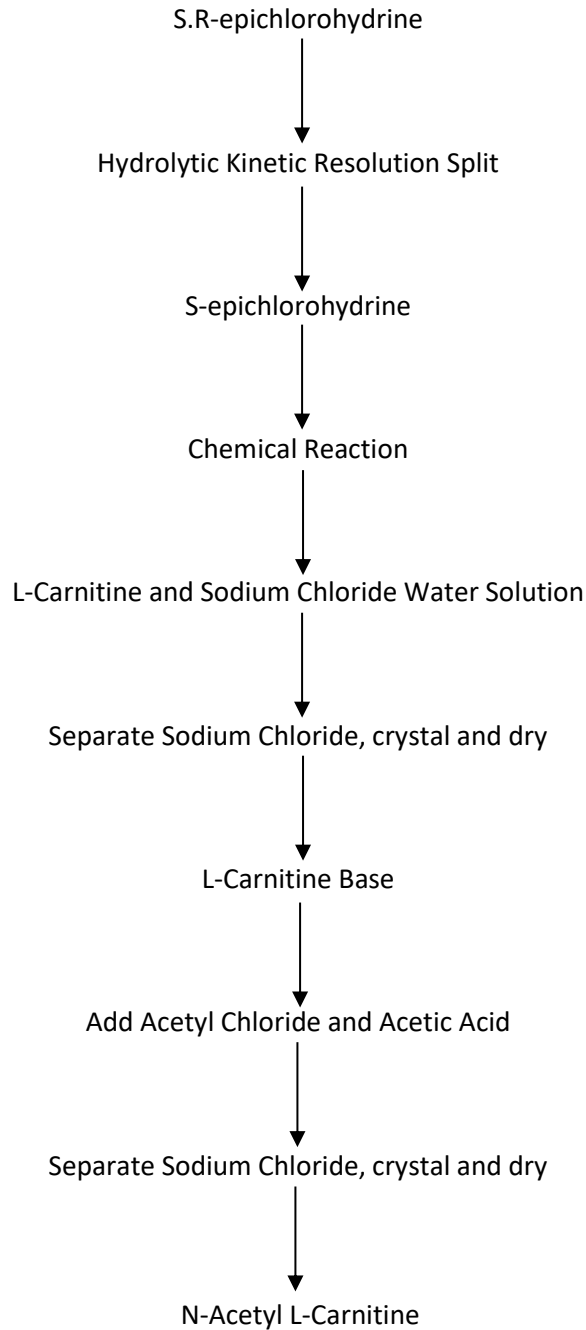 S.R-epichlorohydrine
Hydrolytic Kinetic Resolution Split
S-epichlorohydrine
Chemical Reaction
L-Carnitine and Sodium Chloride Water Solution
Separate Sodium Chloride, crystal and dry
L-Carnitine Base
Add Acetyl Chloride and Acetic Acid
Separate Sodium Chloride, crystal and dry
N-Acetyl L-Carnitine